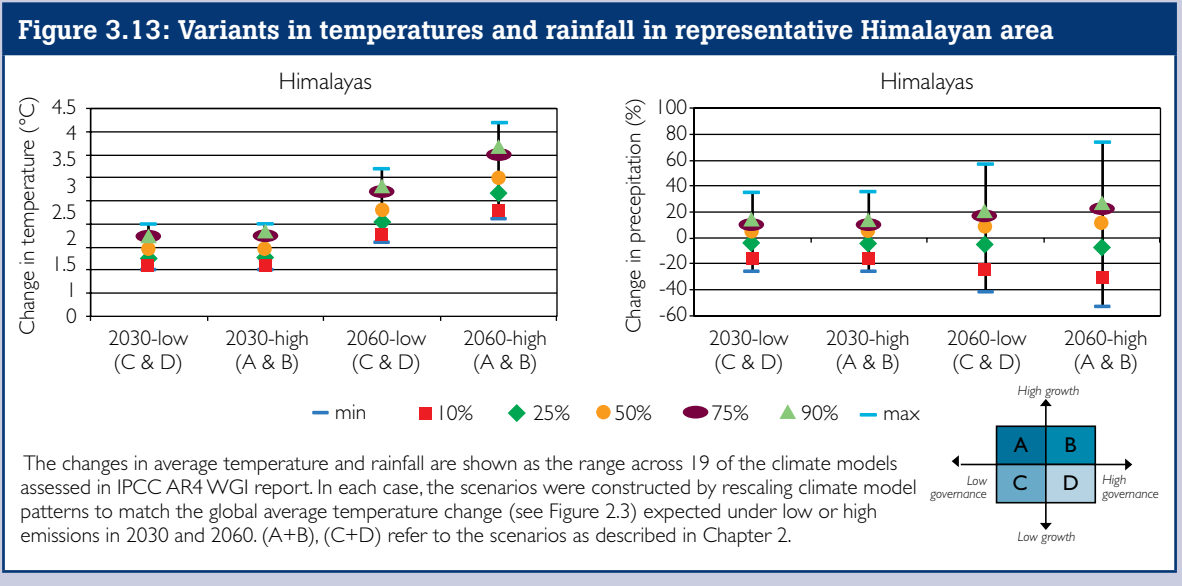 Figure 3.13: Variants in temperatures and rainfall in representative Himalayan area
Himalayas
Change in temperature (°C)
4.5
4
3.5
3
2.5
2
1.5
1
0
2030-low
(C & D)
2030-high
(A & B)
2060-low
(C & D)
2060-high
(A & B)
Himalayas
Change in precepitation (%)
100
80
60
40
20
0
-20
-40
-60
2030-low
(C & D)
2030-high
(A & B)
2060-low
(C & D)
2060-high
(A & B)
min 10% 25% 50% 75% 90% max
The changes in average temperature and rainfall are shown as the range across 19 of the climate models
assessed in IPCC AR4 WGI report. In each case, the scenarios were constructed by rescaling climate model
patterns to match the global average temperature change (see Figure 2.3) expected under low or high
emissions in 2030 and 2060. (A+B), (C+D) refer to the scenarios as described in Chapter 2.
High growth
A B
Low
governance
C D
High
governance
Low growth